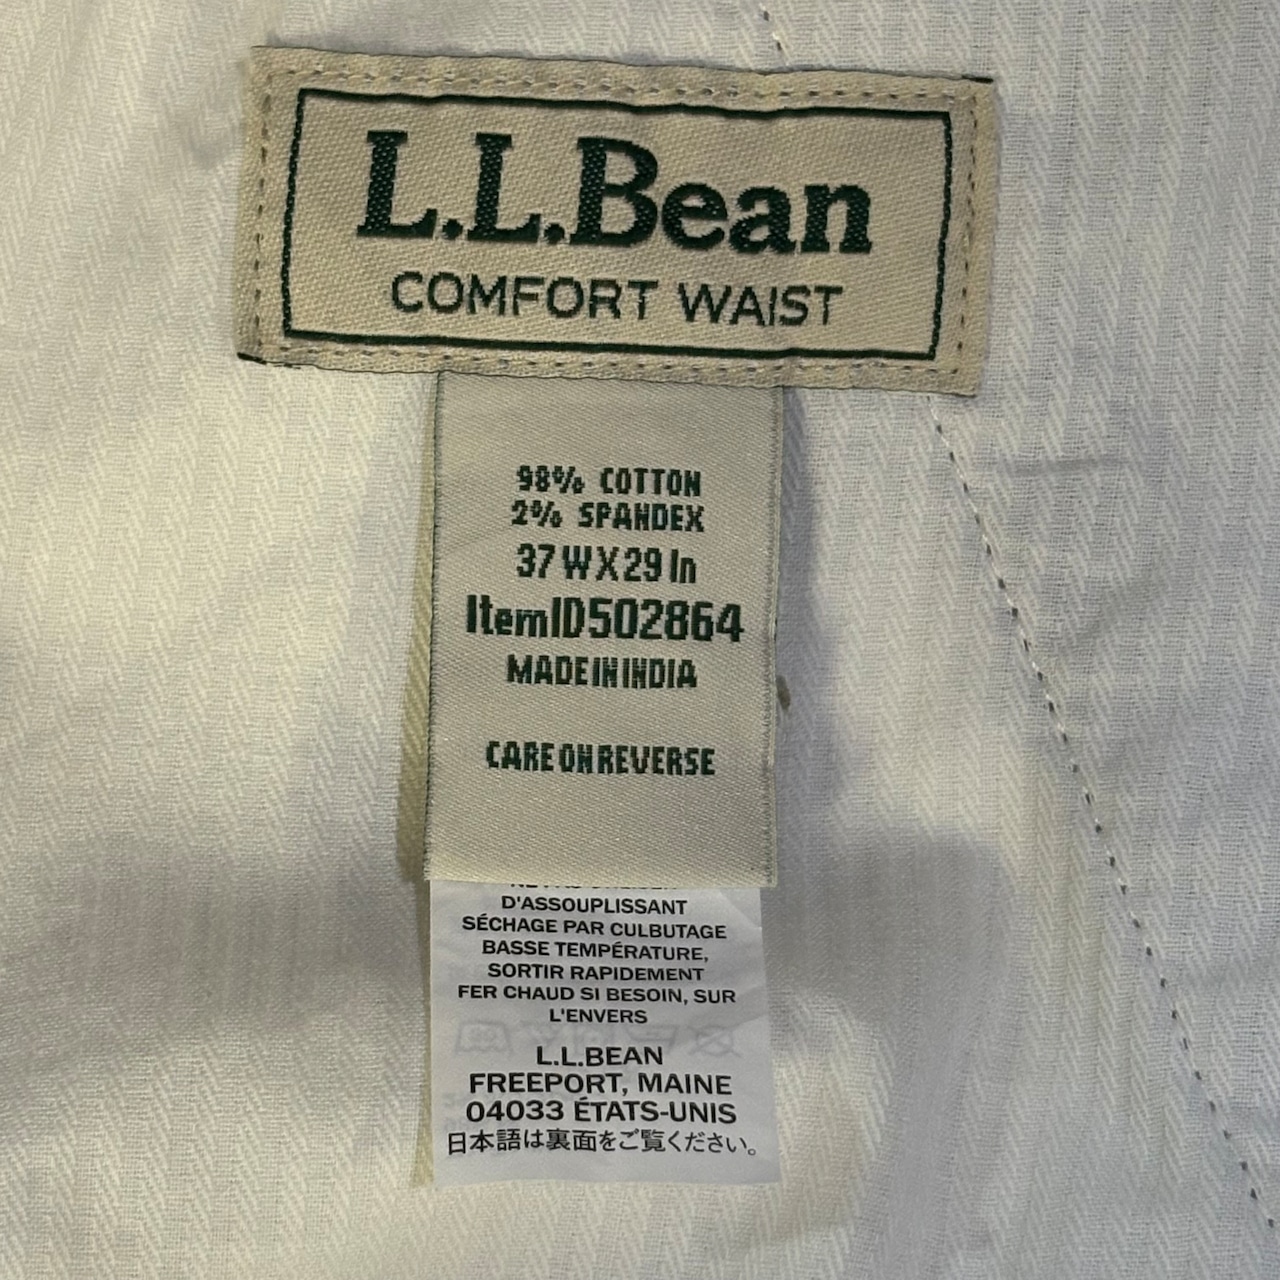 L.L.Bean
COMFORT WAIST
98% COTTON
2% SPANDEX
37 W X 29 In
ItemID502864
MADE IN INDIA
CARE ON REVERSE
D'ASSOUPLISSANT
SÉCHAGE PAR CULBUTAGE
BASSE TEMPÉRATURE,
SORTIR RAPIDEMENT
FER CHAUD SI BESOIN, SUR
L'ENVERS
L.L.BEAN
FREEPORT, MAINE
04033 ÉTATS-UNIS
日本語は裏面をご覧ください。